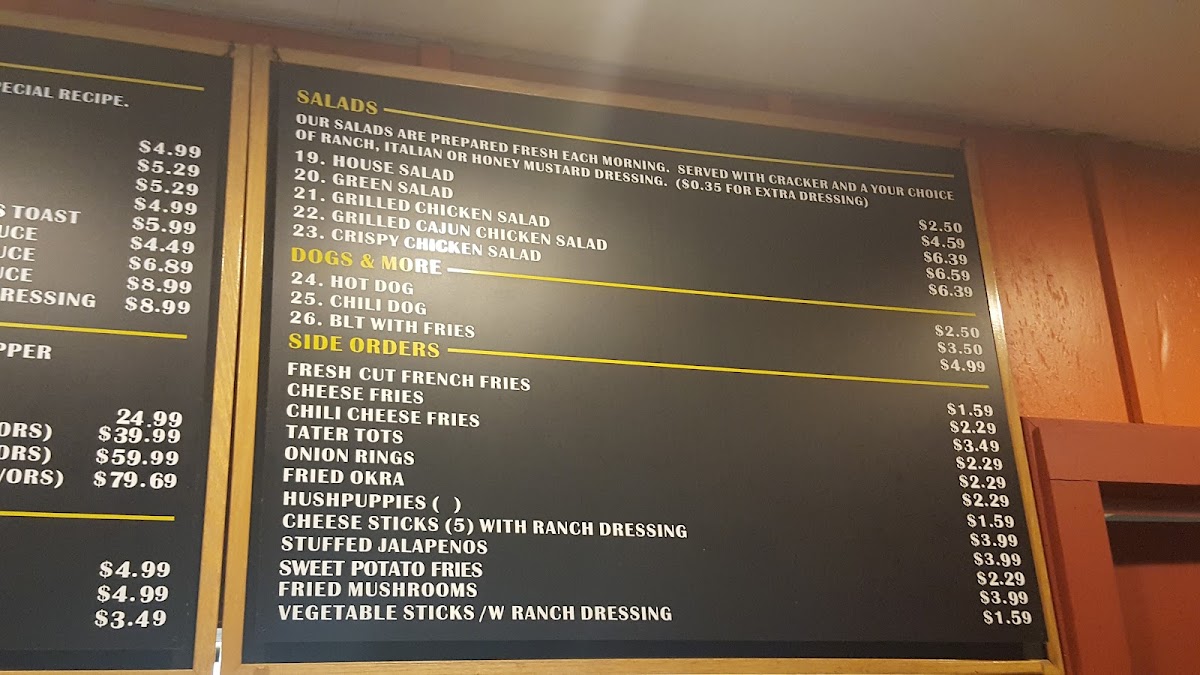 PECIAL RECIPE.
$4.99
$5.29
$5.29
$4.99
S TOAST $5.99
UCE $4.49
UCE $6.89
UCE $8.99
RESSING $8.99
PPER
24.99
ORS) $39.99
ORS) $59.99
VORS) $79.69
$4.99
$4.99
$3.49
SALADS
OUR SALADS ARE PREPARED FRESH EACH MORNING. SERVED WITH CRACKER AND A YOUR CHOICE
OF RANCH, ITALIAN OR HONEY MUSTARD DRESSING. ($0.35 FOR EXTRA DRESSING)
19. HOUSE SALAD $2.50
20. GREEN SALAD $4.59
21. GRILLED CHICKEN SALAD $6.39
22. GRILLED CAJUN CHICKEN SALAD $6.59
23. CRISPY CHICKEN SALAD $6.39
DOGS & MORE
24. HOT DOG $2.50
25. CHILI DOG $3.50
26. BLT WITH FRIES $4.99
SIDE ORDERS
FRESH CUT FRENCH FRIES $1.59
CHEESE FRIES $2.29
CHILI CHEESE FRIES $3.49
TATER TOTS $2.29
ONION RINGS $2.29
FRIED OKRA $2.29
HUSHPUPPIES ( ) $1.59
CHEESE STICKS (5) WITH RANCH DRESSING $3.99
STUFFED JALAPENOS $3.99
SWEET POTATO FRIES $2.29
FRIED MUSHROOMS $3.99
VEGETABLE STICKS /W RANCH DRESSING $1.59